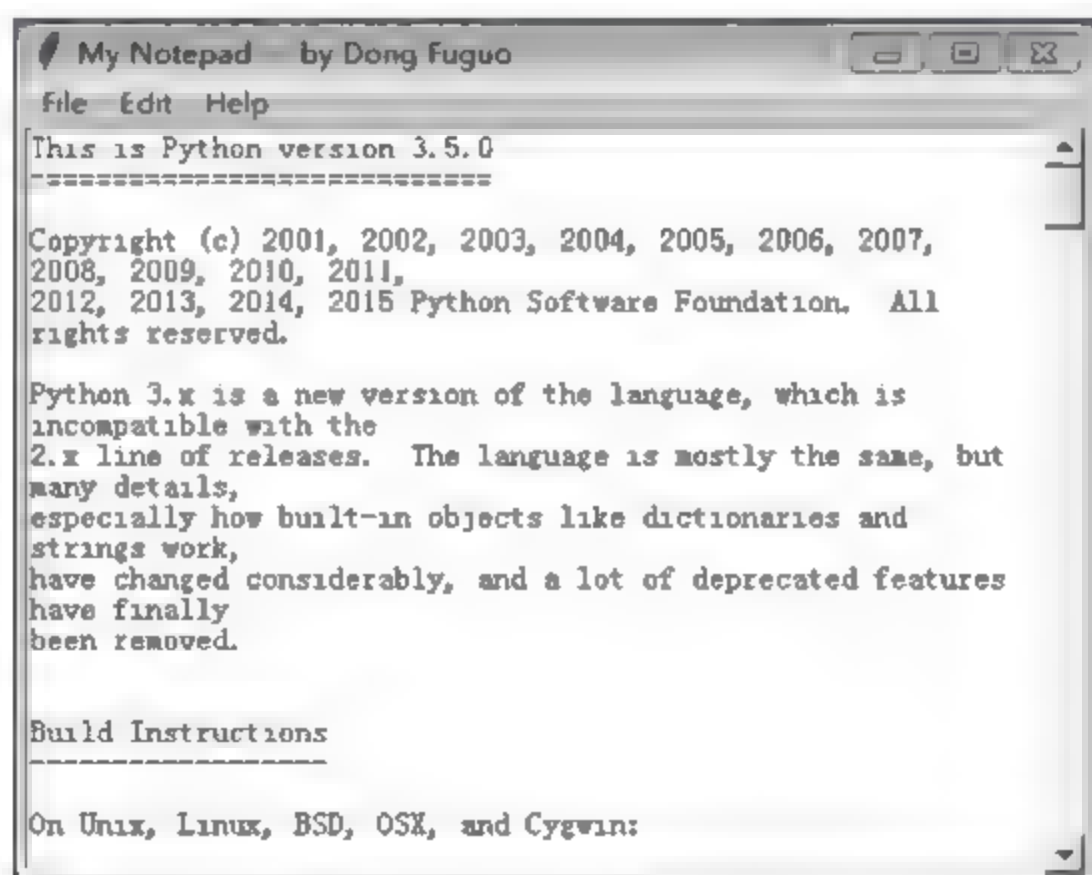 My Notepad -- by Dong Fuguo
File Edit Help
This is Python version 3.5.0
============================
Copyright (c) 2001, 2002, 2003, 2004, 2005, 2006, 2007,
2008, 2009, 2010, 2011,
2012, 2013, 2014, 2015 Python Software Foundation.  All
rights reserved.
Python 3.x is a new version of the language, which is
incompatible with the
2.x line of releases.  The language is mostly the same, but
many details,
especially how built-in objects like dictionaries and
strings work,
have changed considerably, and a lot of deprecated features
have finally
been removed.
Build Instructions
------------------
On Unix, Linux, BSD, OSX, and Cygwin: